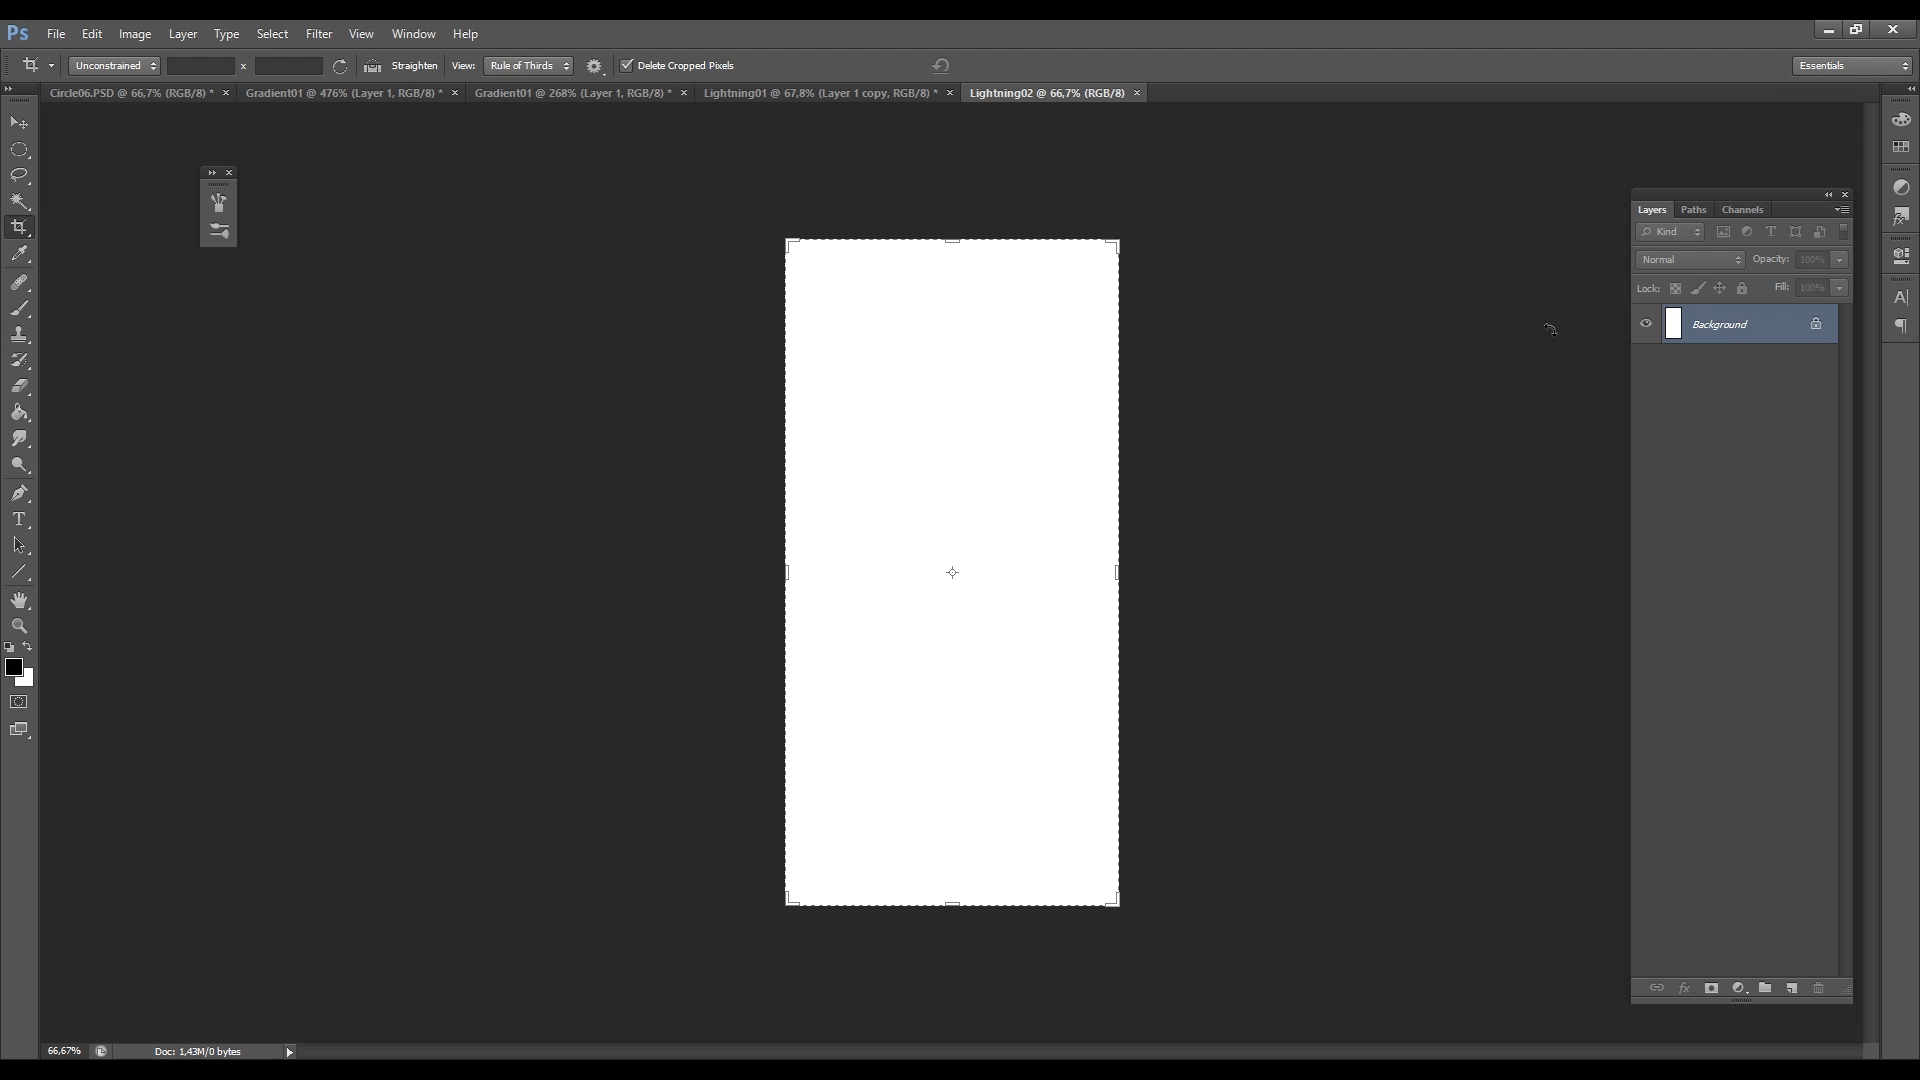 Ps File Edit Image Layer Type Select Filter View Window Help
Unconstrained x Straighten View: Rule of Thirds Delete Cropped Pixels Essentials
Circle06.PSD @ 66,7% (RGB/8) * Gradient01 @ 476% (Layer 1, RGB/8) * Gradient01 @ 268% (Layer 1, RGB/8) * Lightning01 @ 67,8% (Layer 1 copy, RGB/8) * Lightning02 @ 66,7% (RGB/8)
Layers Paths Channels
Kind
Normal Opacity: 100%
Lock: Fill: 100%
Background
66,67% Doc: 1,43M/0 bytes